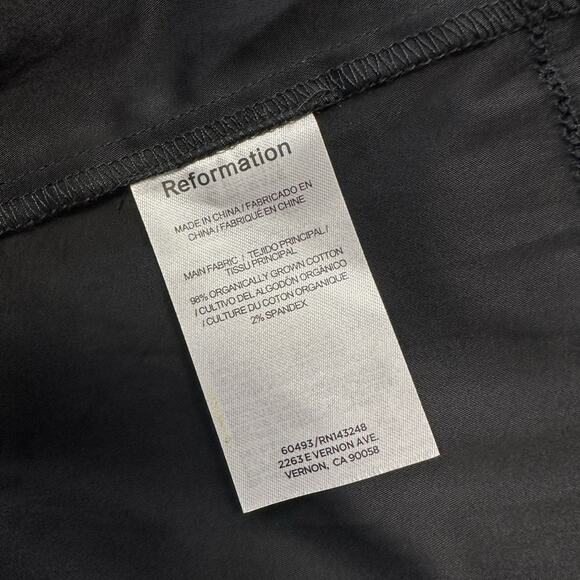 Reformation
MADE IN CHINA / FABRICADO EN
CHINA / FABRIQUÉ EN CHINE
MAIN FABRIC / TEJIDO PRINCIPAL /
TISSU PRINCIPAL
98% ORGANICALLY GROWN COTTON
/ CULTIVO DEL ALGODÓN ORGÁNICO
/ CULTURE DU COTON ORGANIQUE
2% SPANDEX
60493/RN143248
2263 E VERNON AVE.
VERNON, CA 90058